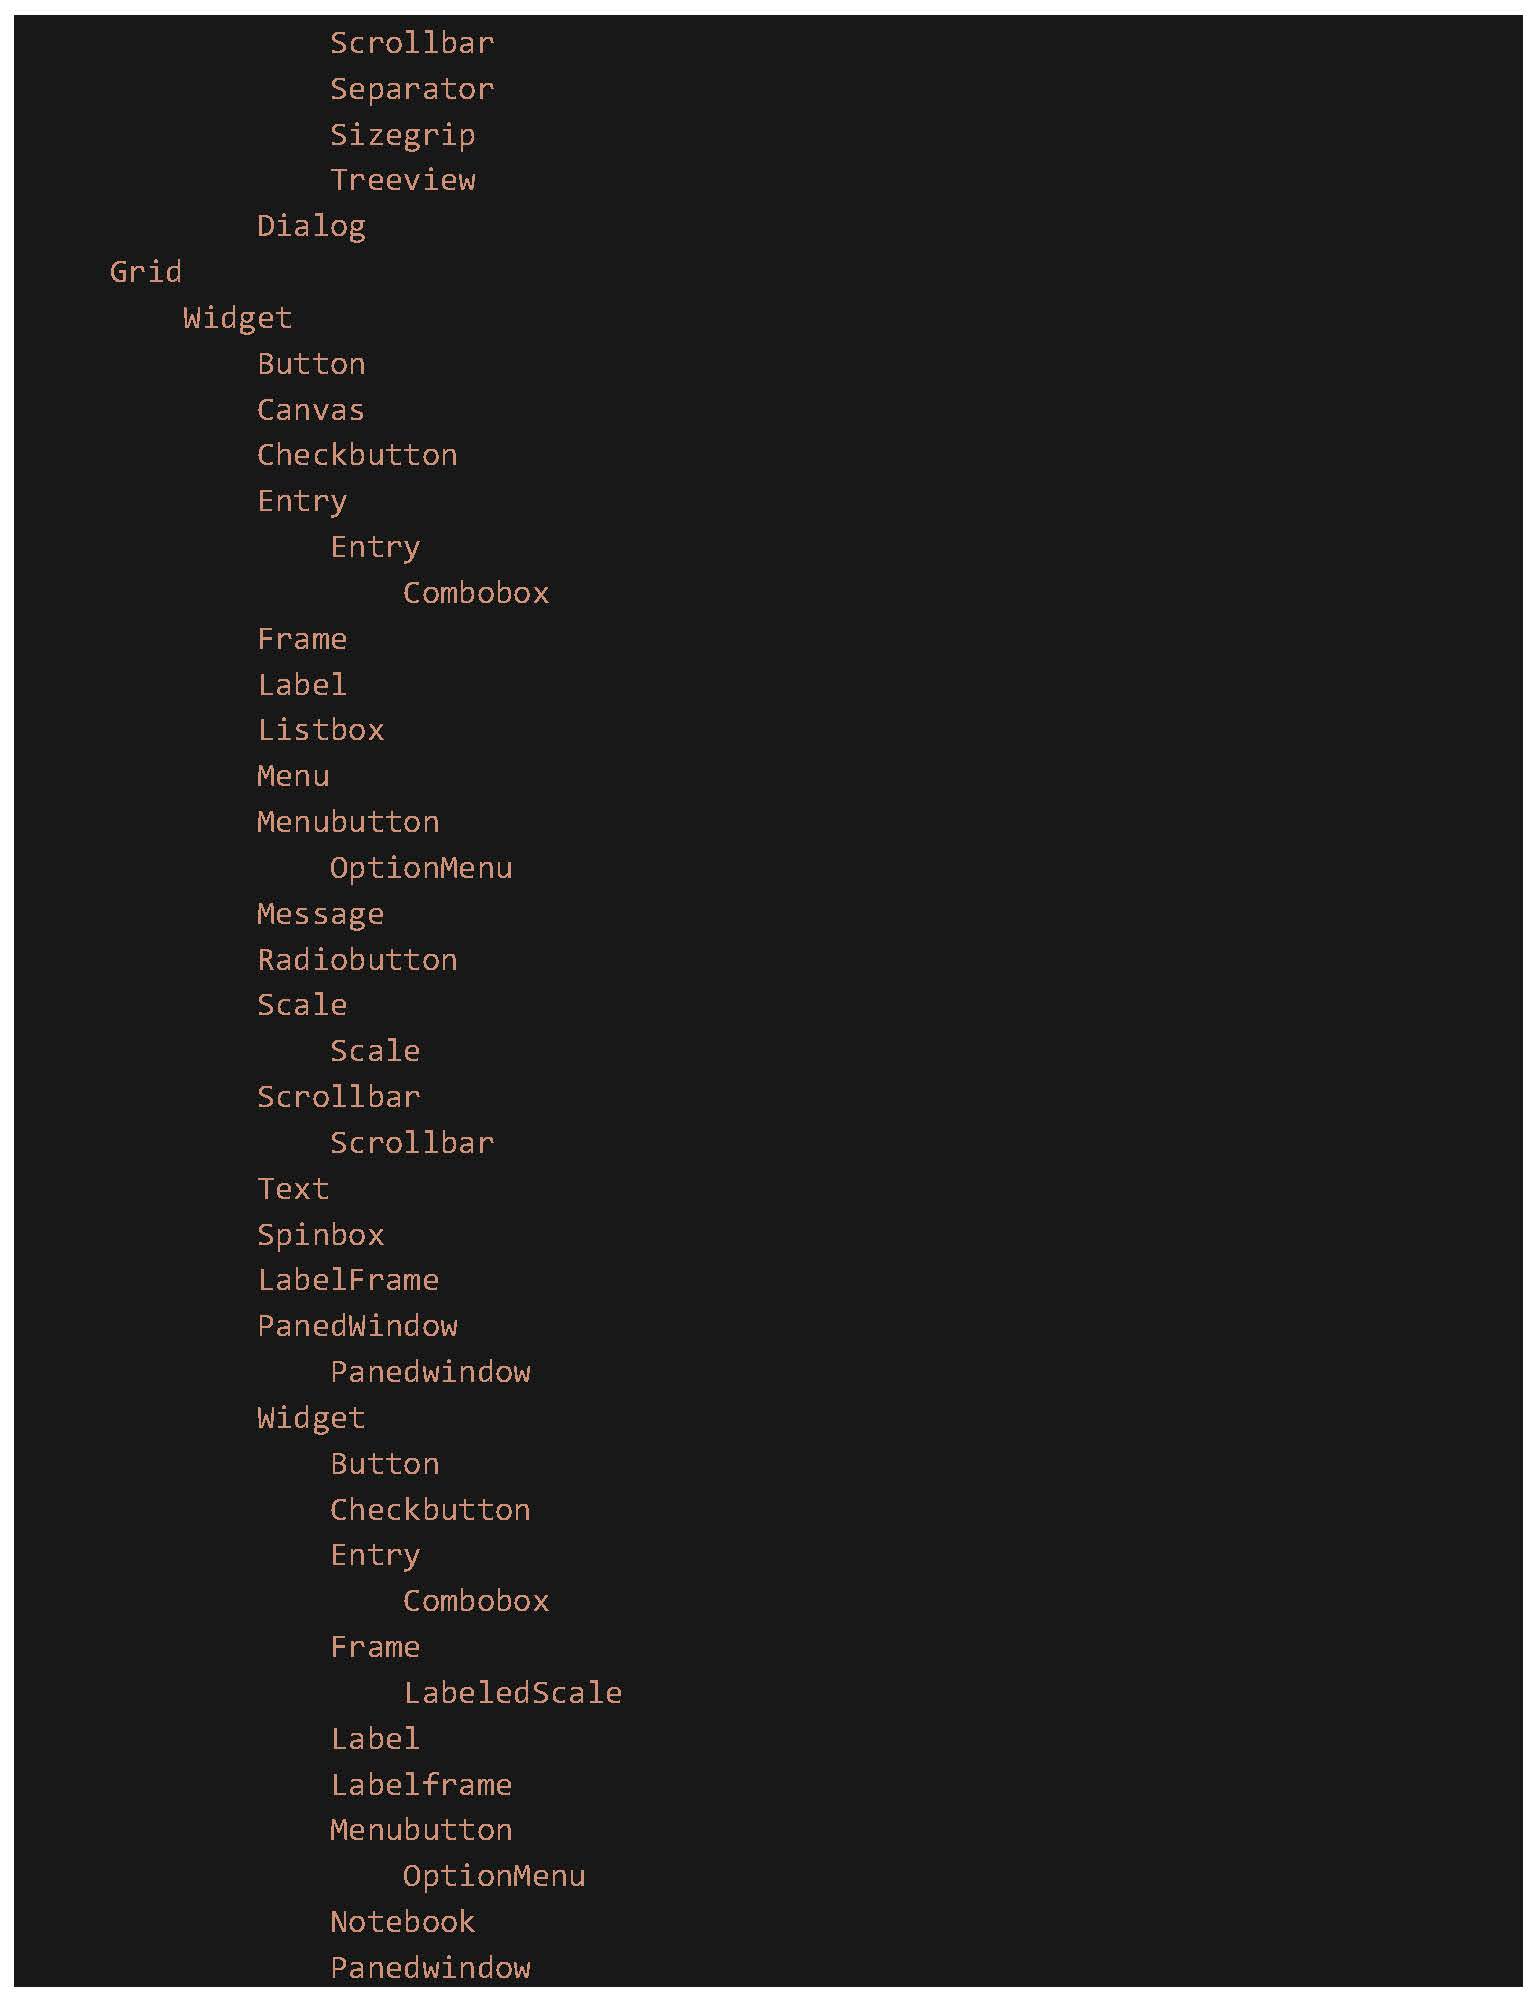 Scrollbar
Separator
Sizegrip
Treeview
Dialog
Grid
Widget
Button
Canvas
Checkbutton
Entry
Entry
Combobox
Frame
Label
Listbox
Menu
Menubutton
OptionMenu
Message
Radiobutton
Scale
Scale
Scrollbar
Scrollbar
Text
Spinbox
LabelFrame
PanedWindow
Panedwindow
Widget
Button
Checkbutton
Entry
Combobox
Frame
LabeledScale
Label
Labelframe
Menubutton
OptionMenu
Notebook
Panedwindow